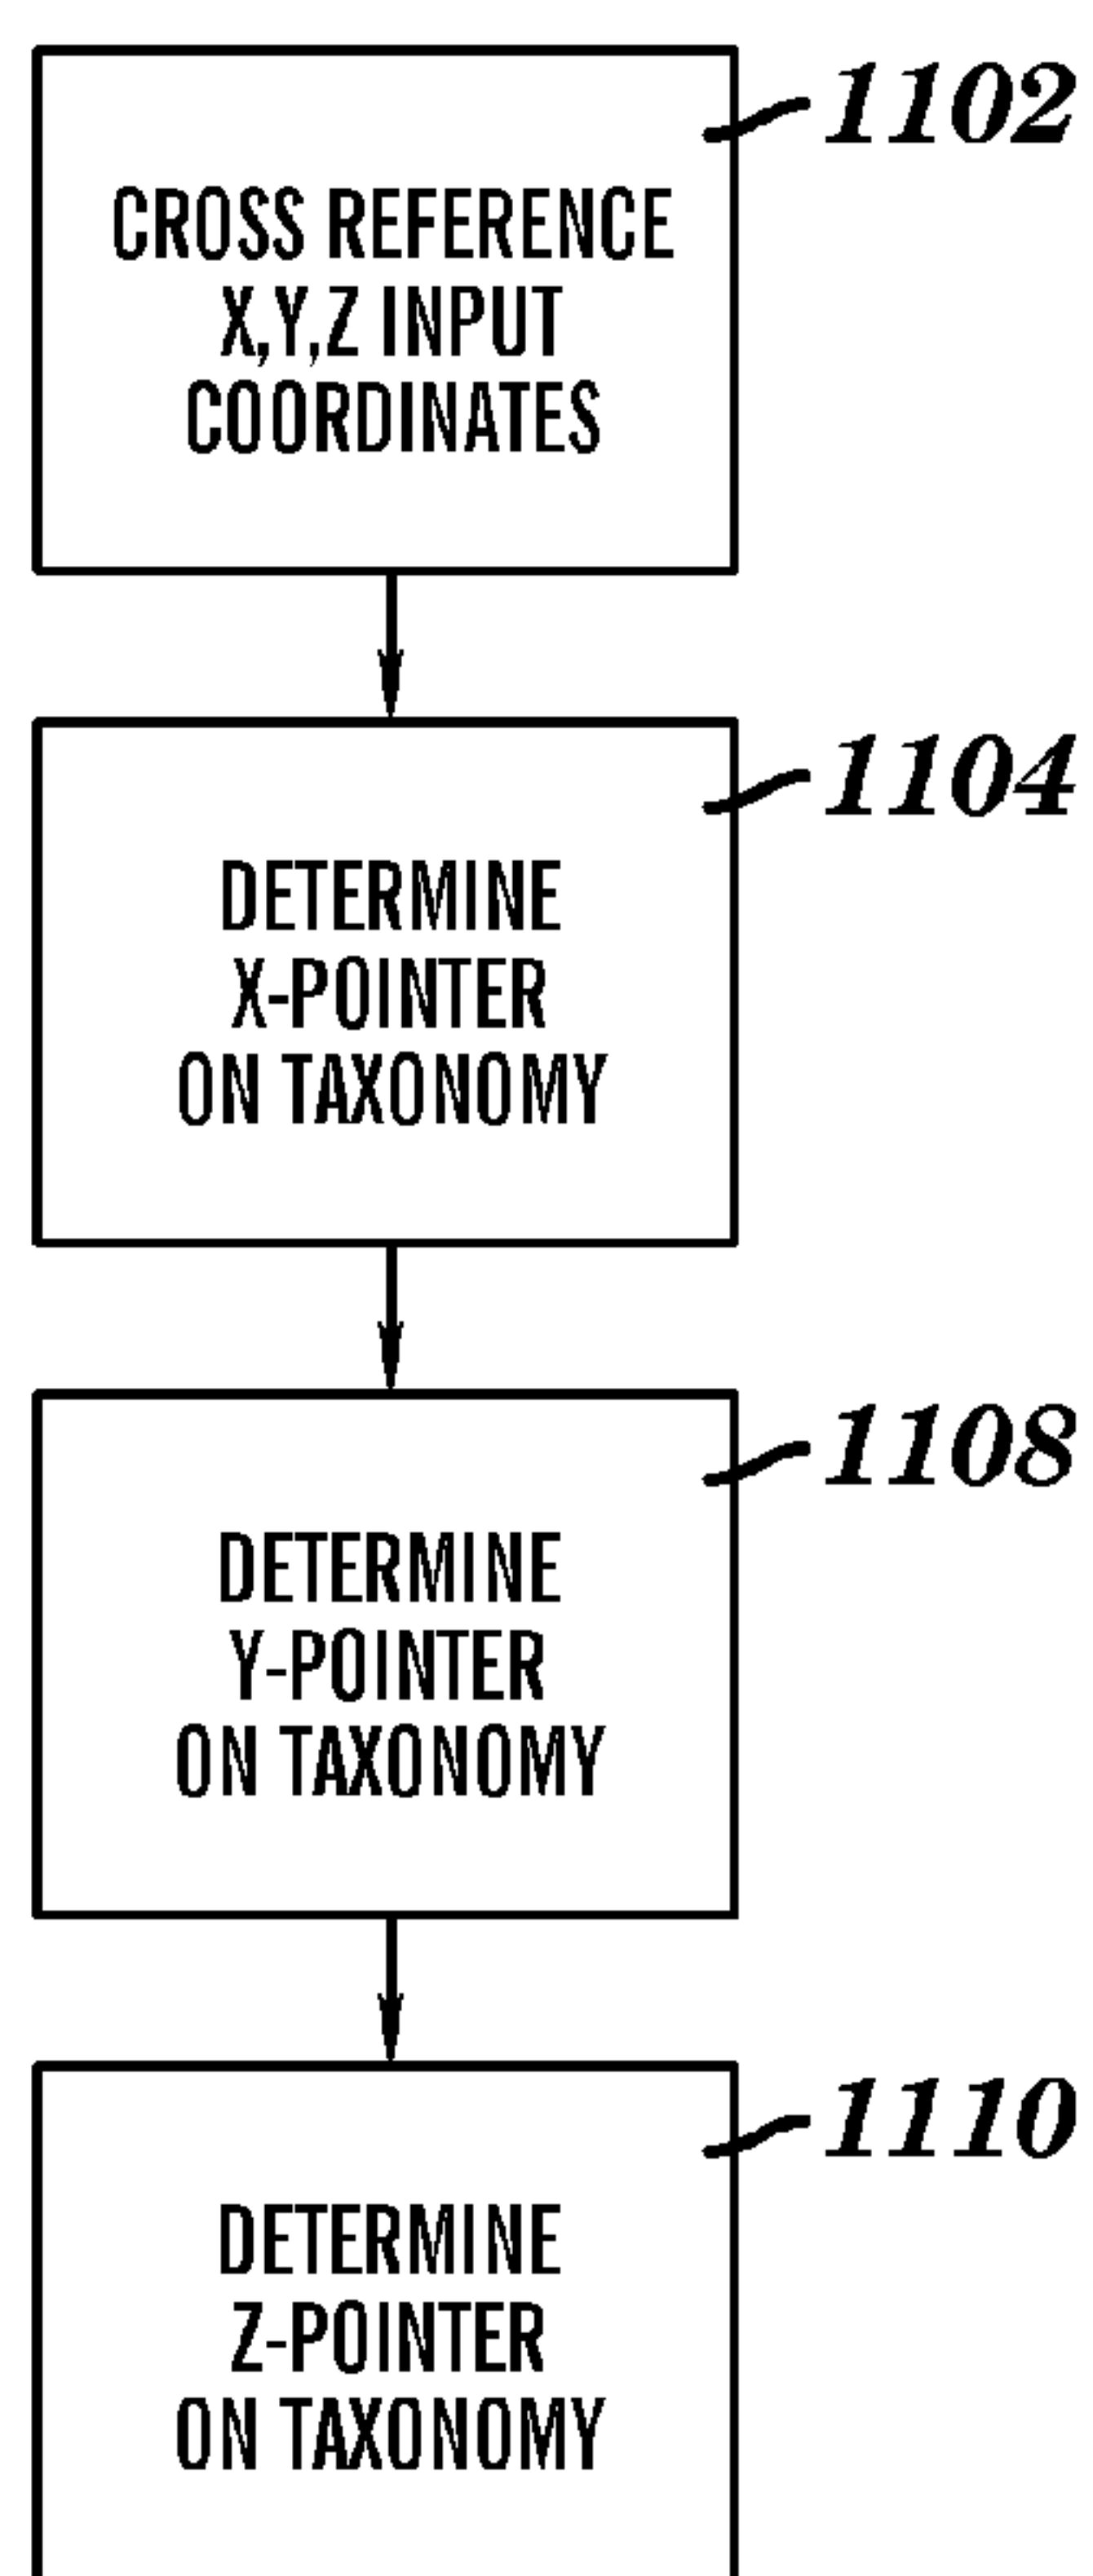 1102
CROSS REFERENCE
X,Y,Z INPUT
COORDINATES
1104
DETERMINE
X-POINTER
ON TAXONOMY
1108
DETERMINE
Y-POINTER
ON TAXONOMY
1110
DETERMINE
Z-POINTER
ON TAXONOMY